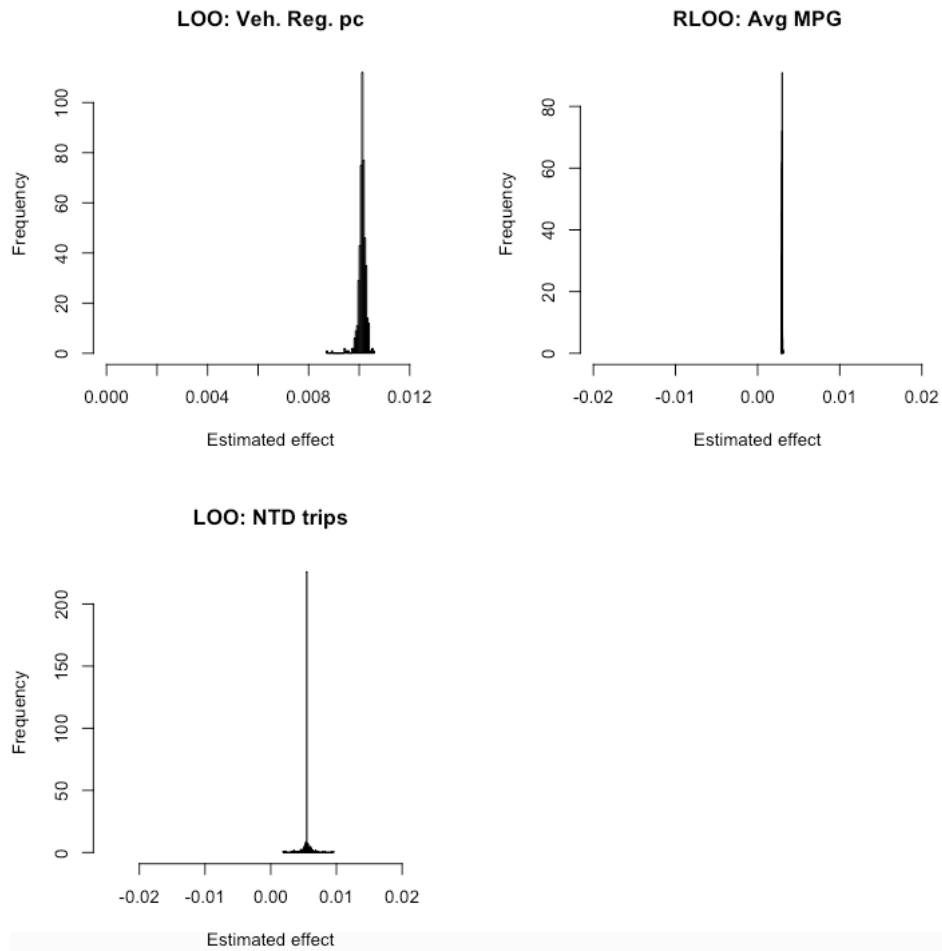 LOO: Veh. Reg. pc
Frequency
0 20 40 60 80 100
0.000 0.004 0.008 0.012
Estimated effect
RLOO: Avg MPG
Frequency
0 20 40 60 80
-0.02 -0.01 0.00 0.01 0.02
Estimated effect
LOO: NTD trips
Frequency
0 50 100 150 200
-0.02 -0.01 0.00 0.01 0.02
Estimated effect